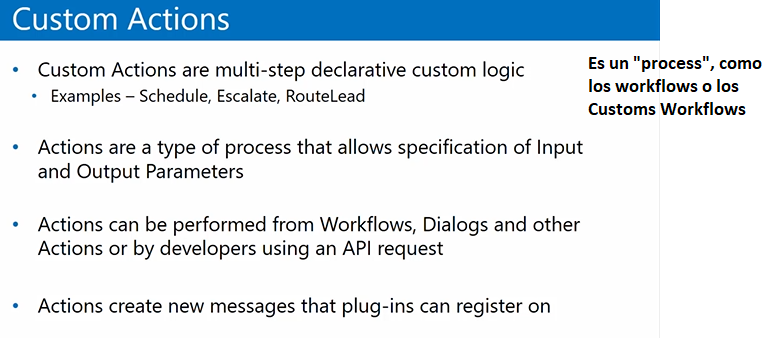 Custom Actions
• Custom Actions are multi-step declarative custom logic
• Examples – Schedule, Escalate, RouteLead
• Actions are a type of process that allows specification of Input
and Output Parameters
• Actions can be performed from Workflows, Dialogs and other
Actions or by developers using an API request
• Actions create new messages that plug-ins can register on
Es un "process", como
los workflows o los
Customs Workflows